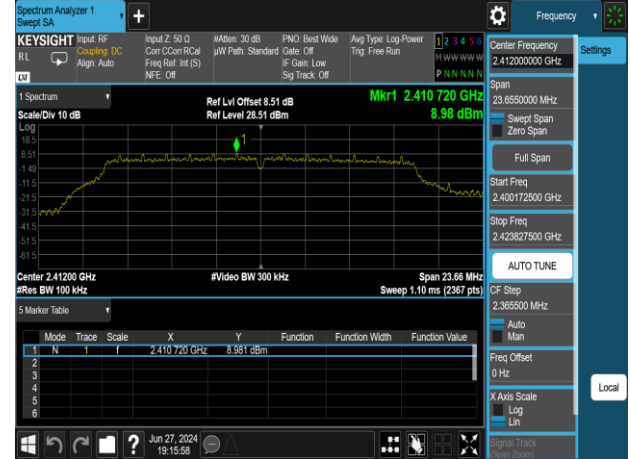 Spectrum Analyzer 1
Swept SA
+
Frequency
KEYSIGHT
RL
Input: RF
Coupling: DC
Align: Auto
Input Z: 50 Ω
Corr CCorr RCal
Freq Ref: Int (S)
NFE: Off
#Atten: 30 dB
µW Path: Standard
PNO: Best Wide
Gate: Off
IF Gain: Low
Sig Track: Off
Avg Type: Log-Power
Trig: Free Run
1 2 3 4 5 6
M W W W W W
P N N N N N
1 Spectrum
Scale/Div 10 dB
Log
Ref Lvl Offset 8.51 dB
Ref Level 28.51 dBm
Mkr1 2.410 720 GHz
8.98 dBm
1
18.5
8.51
-1.49
-11.5
-21.5
-31.5
-41.5
-51.5
-61.5
Center 2.41200 GHz
#Res BW 100 kHz
#Video BW 300 kHz
Span 23.66 MHz
Sweep 1.10 ms (2367 pts)
5 Marker Table
Mode Trace Scale X Y Function Function Width Function Value
1 N 1 f 2.410 720 GHz 8.981 dBm
2
3
4
5
6
Jun 27, 2024
19:15:58
Center Frequency
2.412000000 GHz
Span
23.6550000 MHz
Swept Span
Zero Span
Full Span
Start Freq
2.400172500 GHz
Stop Freq
2.423827500 GHz
AUTO TUNE
CF Step
2.365500 MHz
Auto
Man
Freq Offset
0 Hz
X Axis Scale
Log
Lin
Signal Track
(Span Zoom)
Settings
Local